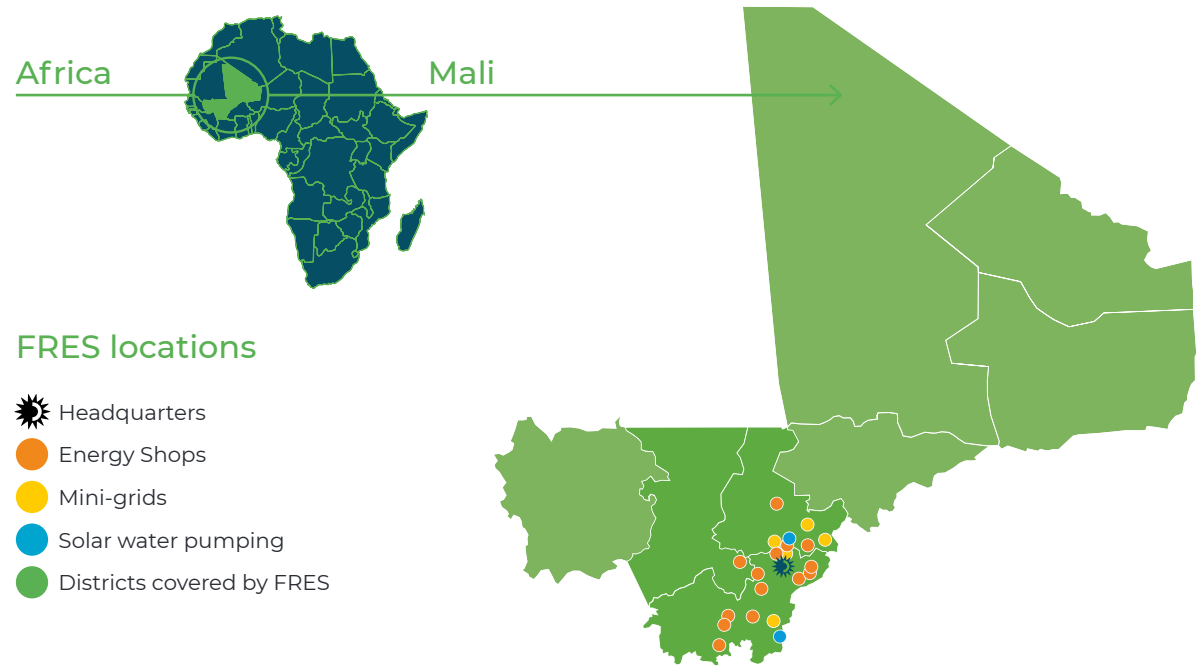 Africa
Mali
FRES locations
Headquarters
Energy Shops
Mini-grids
Solar water pumping
Districts covered by FRES